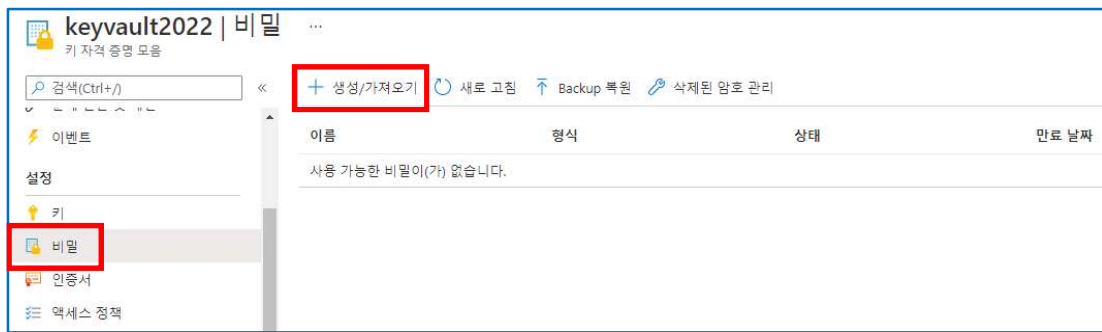 keyvault2022 | 비밀 ...
키 자격 증명 모음
검색(Ctrl+/) «
생성/가져오기 새로 고침 Backup 복원 삭제된 암호 관리
이벤트
이름 형식 상태 만료 날짜
사용 가능한 비밀이(가) 없습니다.
설정
키
비밀
인증서
액세스 정책